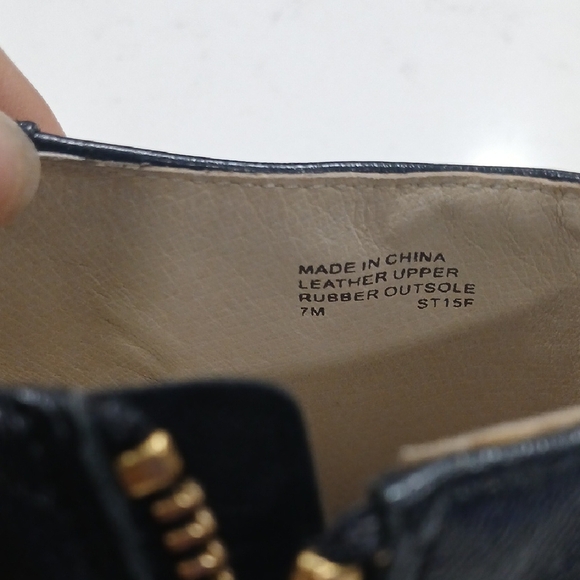 MADE IN CHINA
LEATHER UPPER
RUBBER OUTSOLE
7M ST15F